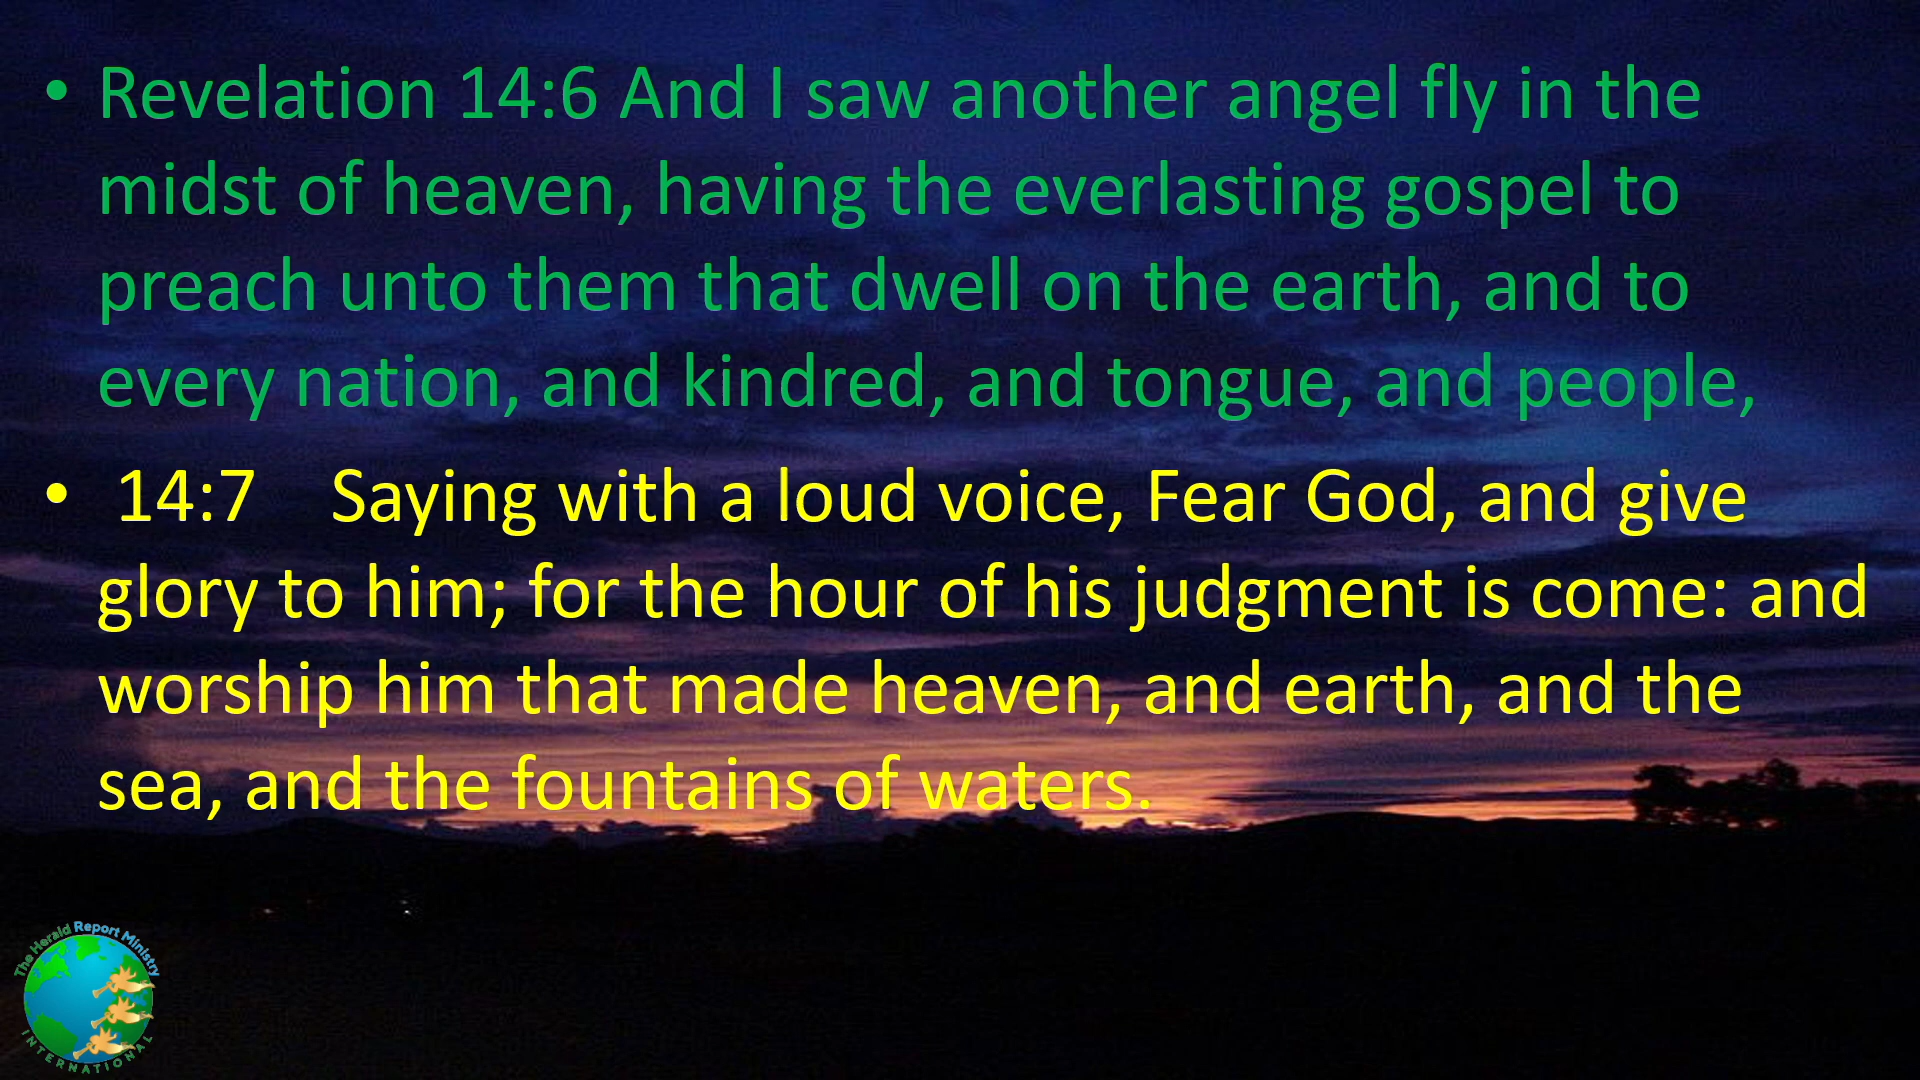 • Revelation 14:6 And I saw another angel fly in the
midst of heaven, having the everlasting gospel to
preach unto them that dwell on the earth, and to
every nation, and kindred, and tongue, and people,
• 14:7    Saying with a loud voice, Fear God, and give
glory to him; for the hour of his judgment is come: and
worship him that made heaven, and earth, and the
sea, and the fountains of waters.
The Herald Report Ministry
INTERNATIONAL